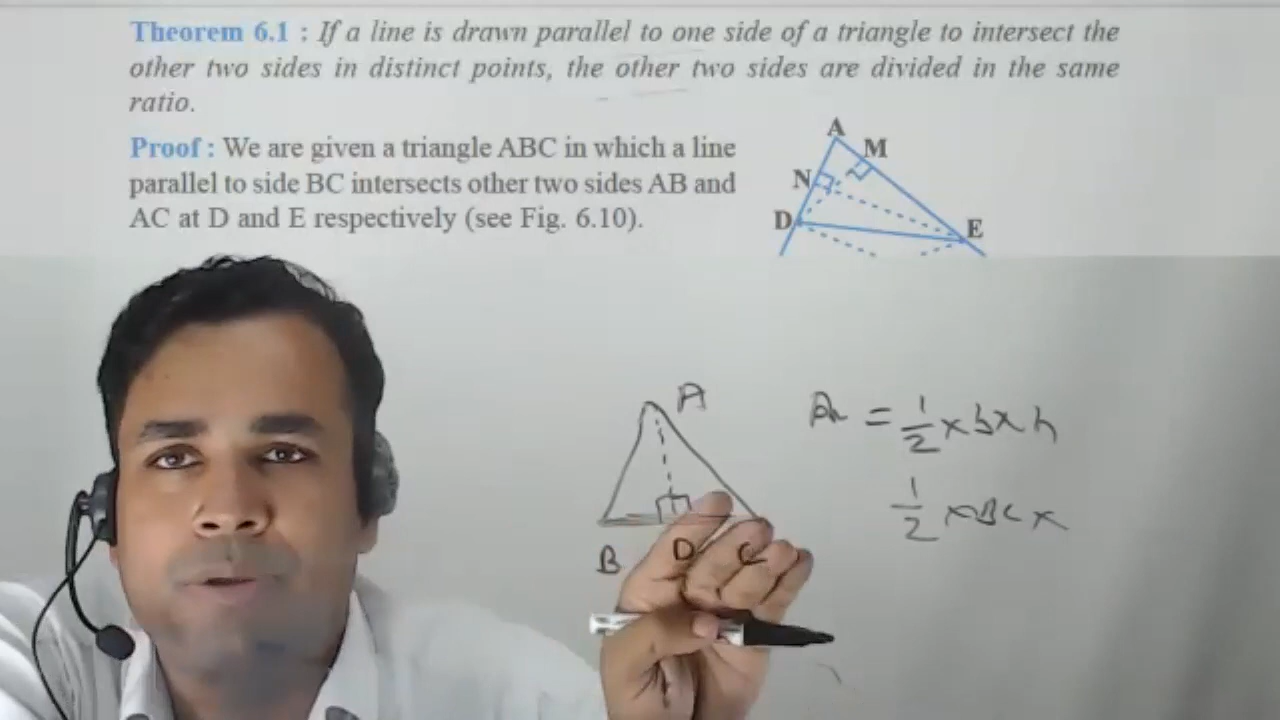 Theorem 6.1 : If a line is drawn parallel to one side of a triangle to intersect the
other two sides in distinct points, the other two sides are divided in the same
ratio.
Proof : We are given a triangle ABC in which a line
parallel to side BC intersects other two sides AB and
AC at D and E respectively (see Fig. 6.10).
A
M
N
D
E
A
B
D
C
= 1/2 × b × h
1/2 × BC ×